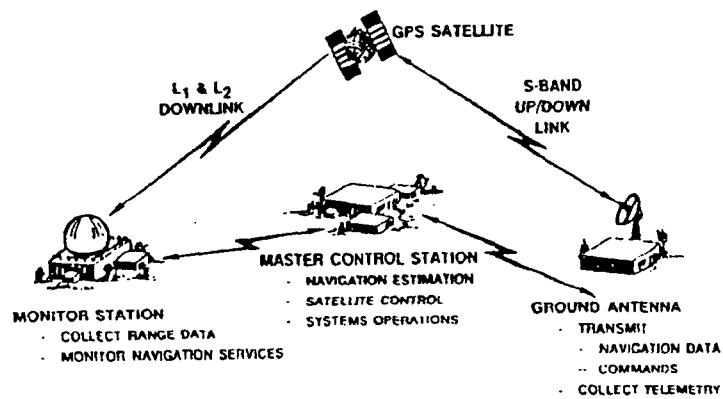 GPS SATELLITE
L1 & L2
DOWNLINK
S-BAND
UP/DOWN
LINK
MASTER CONTROL STATION
- NAVIGATION ESTIMATION
- SATELLITE CONTROL
- SYSTEMS OPERATIONS
MONITOR STATION
- COLLECT RANGE DATA
- MONITOR NAVIGATION SERVICES
GROUND ANTENNA
- TRANSMIT
- NAVIGATION DATA
-- COMMANDS
- COLLECT TELEMETRY